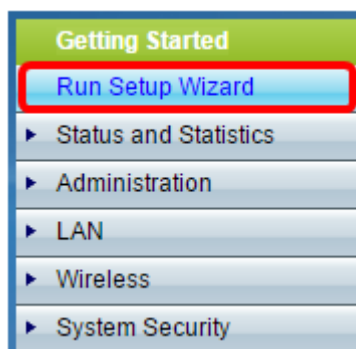 Getting Started
Run Setup Wizard
Status and Statistics
Administration
LAN
Wireless
System Security